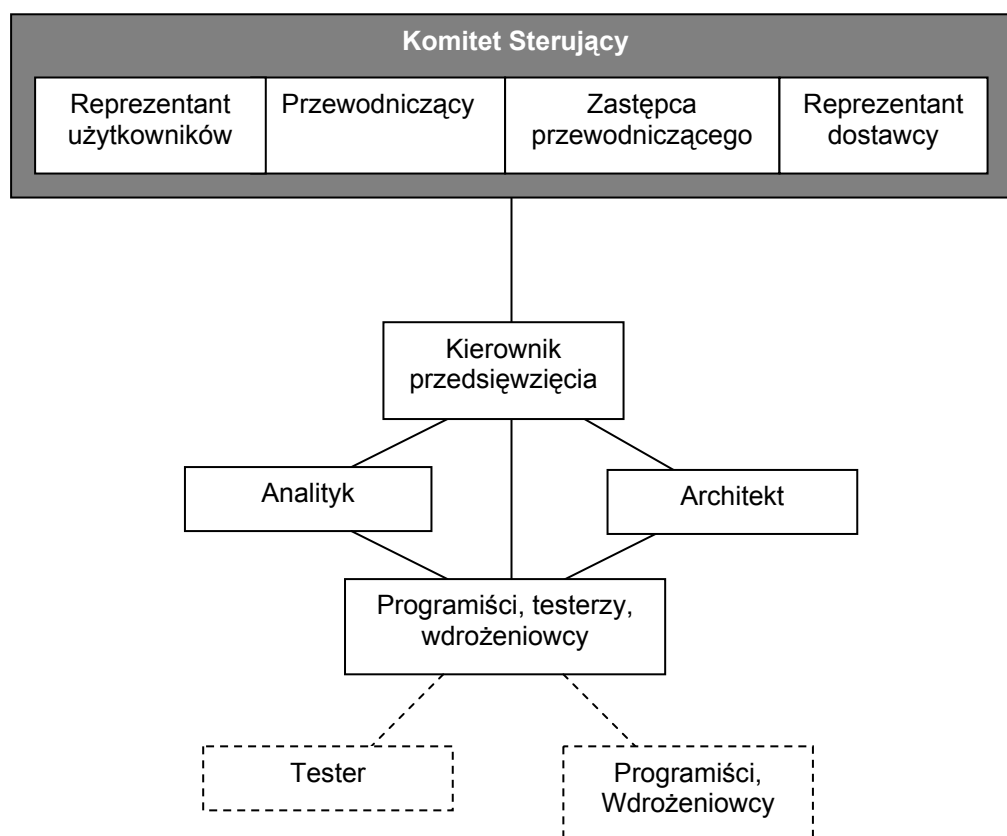 Komitet Sterujący
Reprezentant
użytkowników
Przewodniczący
Zastępca
przewodniczącego
Reprezentant
dostawcy
Kierownik
przedsięwzięcia
Analityk
Architekt
Programiści, testerzy,
wdrożeniowcy
Tester
Programiści,
Wdrożeniowcy